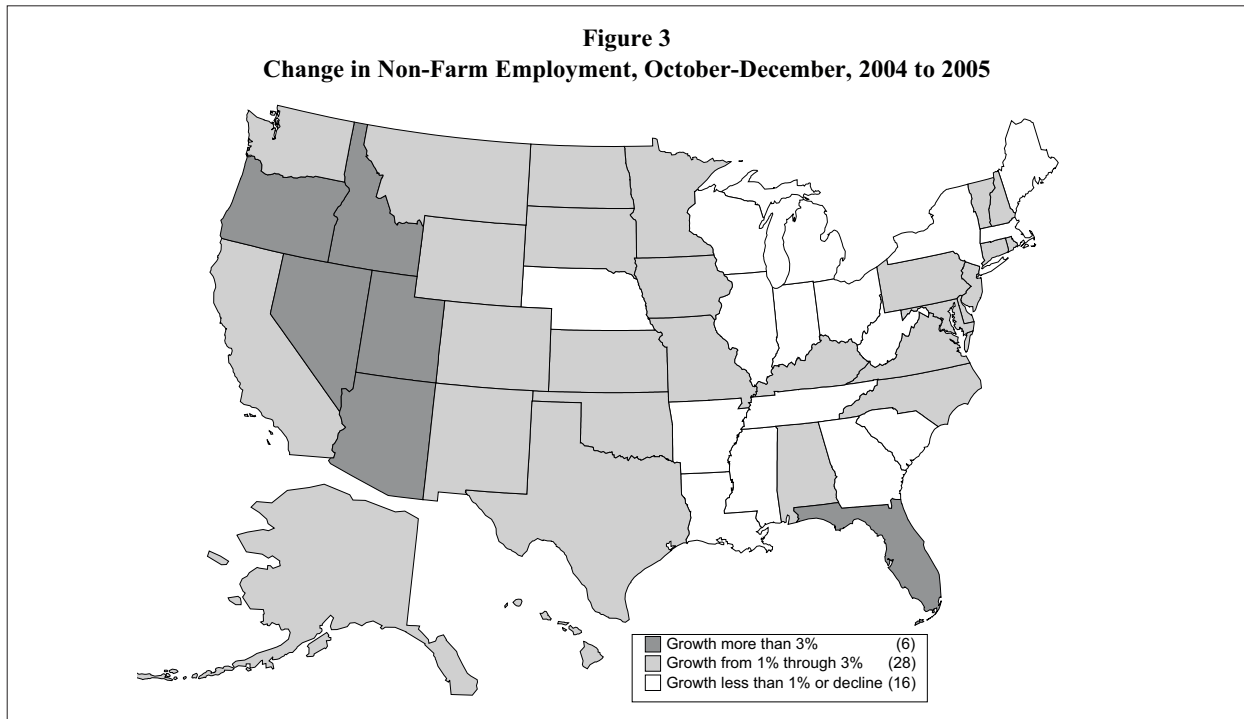 Figure 3
Change in Non-Farm Employment, October-December, 2004 to 2005
Growth more than 3% (6)
Growth from 1% through 3% (28)
Growth less than 1% or decline (16)